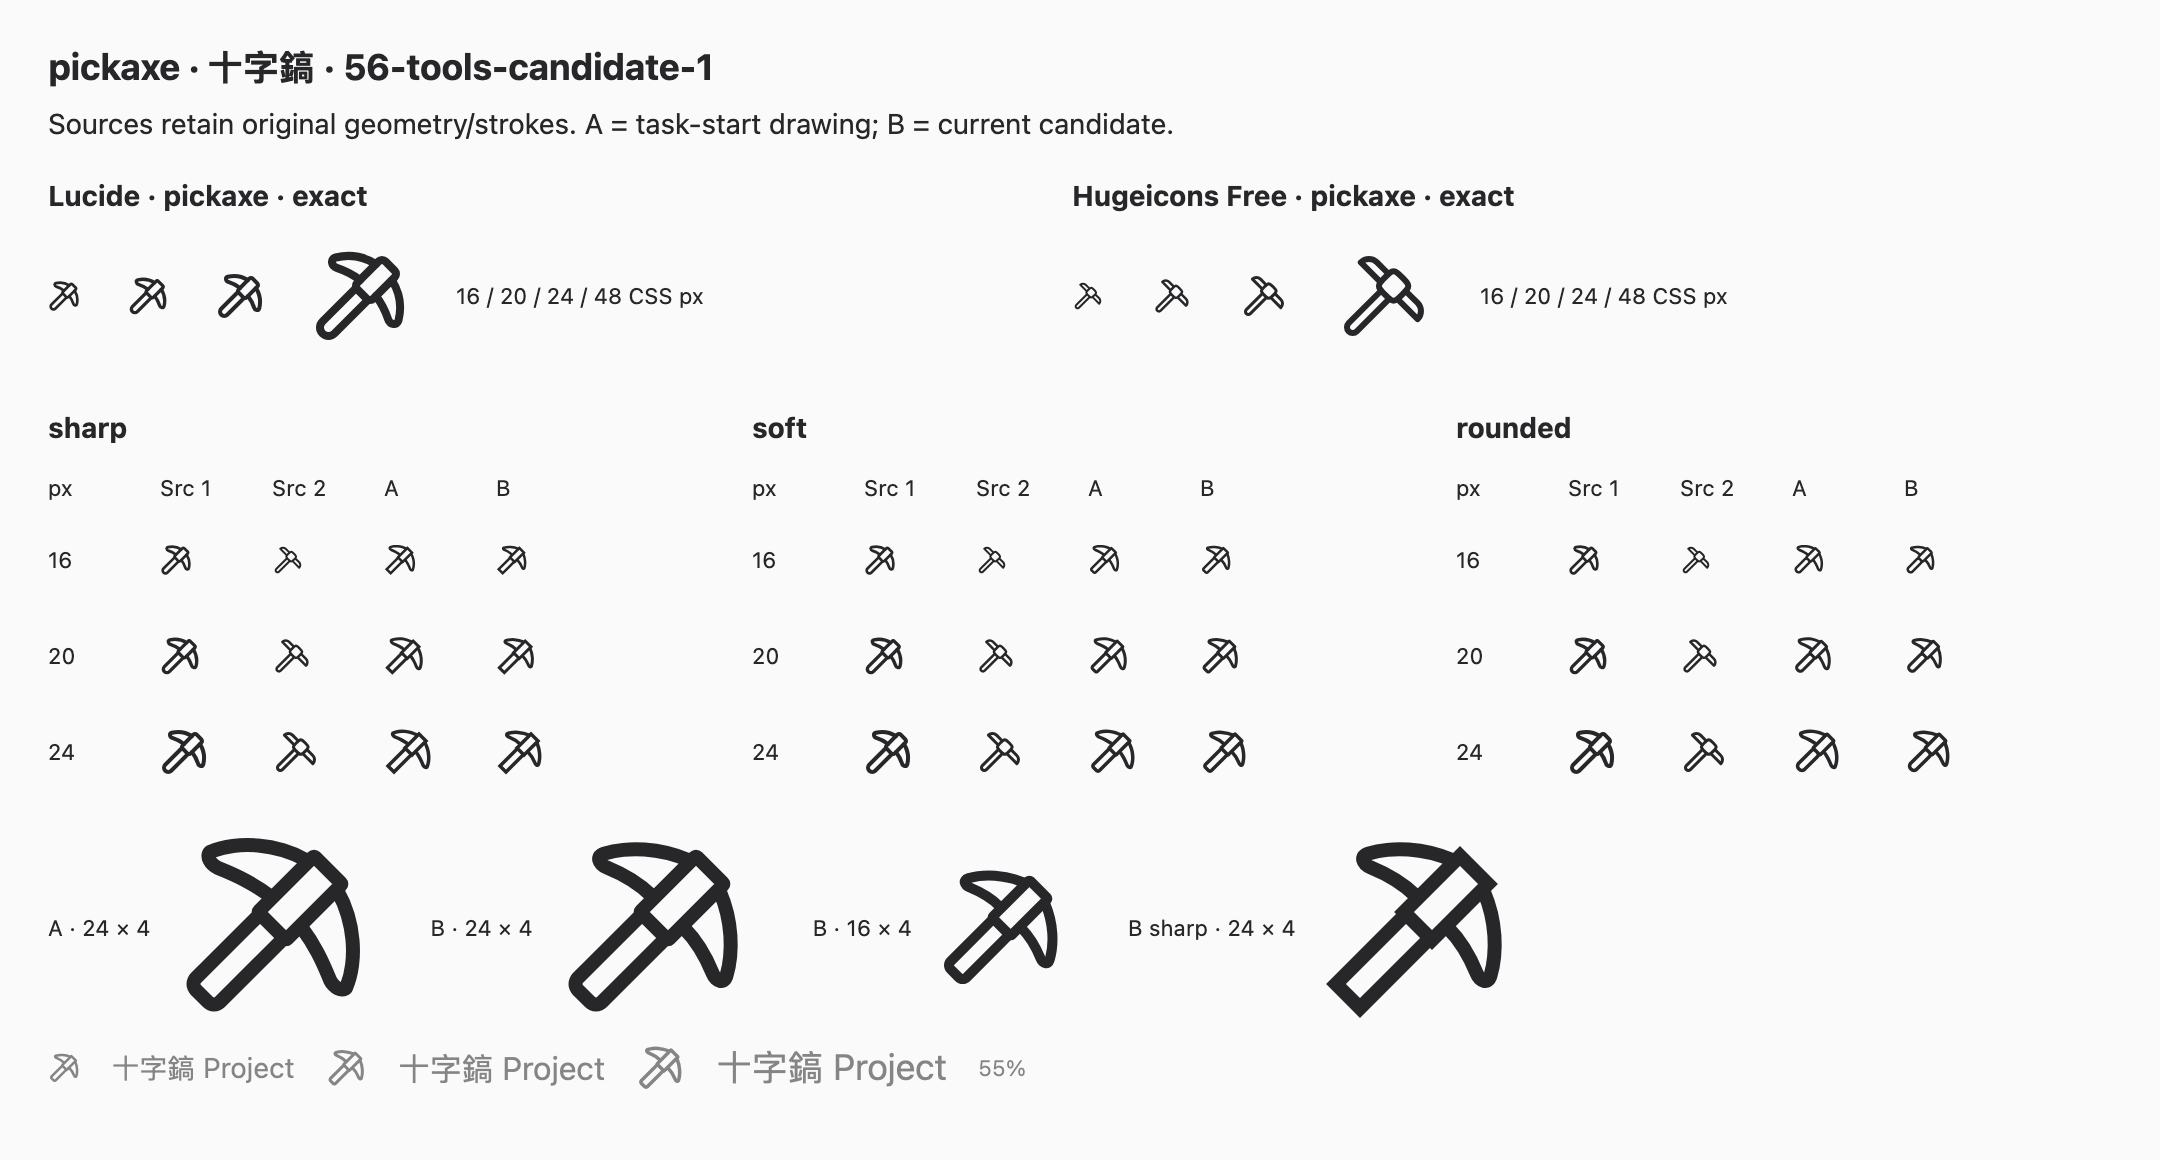 pickaxe · 十字鎬 · 56-tools-candidate-1
Sources retain original geometry/strokes. A = task-start drawing; B = current candidate.
Lucide · pickaxe · exact
Hugeicons Free · pickaxe · exact
16 / 20 / 24 / 48 CSS px
16 / 20 / 24 / 48 CSS px
sharp
soft
rounded
px Src 1 Src 2 A B
px Src 1 Src 2 A B
px Src 1 Src 2 A B
16
16
16
20
20
20
24
24
24
A · 24 × 4
B · 24 × 4
B · 16 × 4
B sharp · 24 × 4
十字鎬 Project
十字鎬 Project
十字鎬 Project
55%